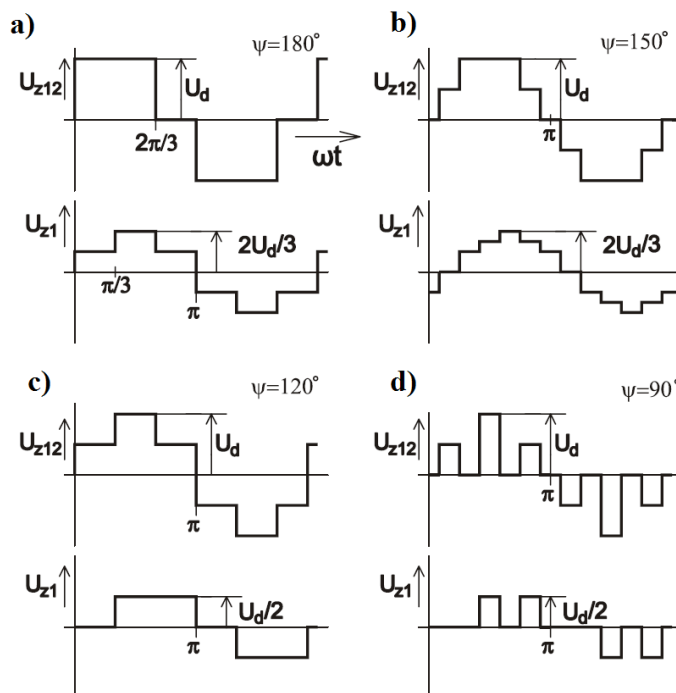 a)
ψ=180°
U_z12
U_d
2π/3
ωt
U_z1
2U_d/3
π/3
π
b)
ψ=150°
U_z12
U_d
π
U_z1
2U_d/3
c)
ψ=120°
U_z12
U_d
π
U_z1
U_d/2
π
d)
ψ=90°
U_z12
U_d
π
U_z1
U_d/2
π